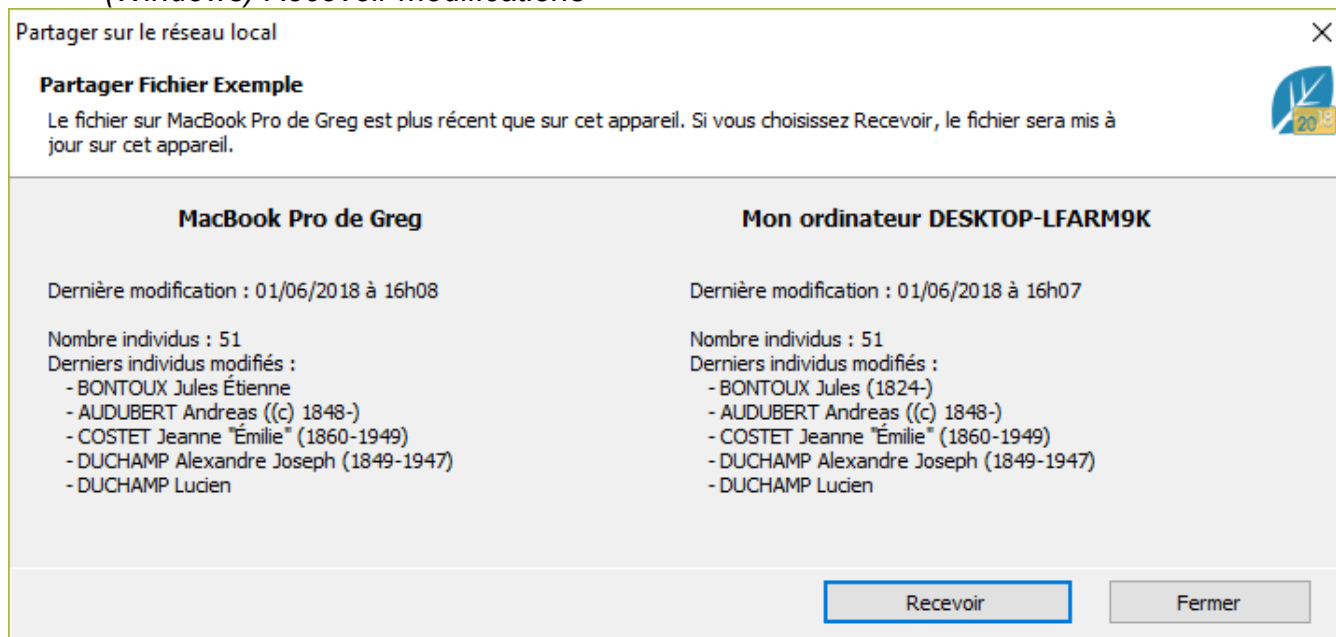 (Windows) Recevoir modifications
Partager sur le réseau local
Partager Fichier Exemple
Le fichier sur MacBook Pro de Greg est plus récent que sur cet appareil. Si vous choisissez Recevoir, le fichier sera mis à
jour sur cet appareil.
2018
MacBook Pro de Greg
Dernière modification : 01/06/2018 à 16h08
Nombre individus : 51
Derniers individus modifiés :
- BONTOUX Jules Étienne
- AUDUBERT Andreas ((c) 1848-)
- COSTET Jeanne "Émilie" (1860-1949)
- DUCHAMP Alexandre Joseph (1849-1947)
- DUCHAMP Lucien
Mon ordinateur DESKTOP-LFARM9K
Dernière modification : 01/06/2018 à 16h07
Nombre individus : 51
Derniers individus modifiés :
- BONTOUX Jules (1824-)
- AUDUBERT Andreas ((c) 1848-)
- COSTET Jeanne "Émilie" (1860-1949)
- DUCHAMP Alexandre Joseph (1849-1947)
- DUCHAMP Lucien
Recevoir
Fermer